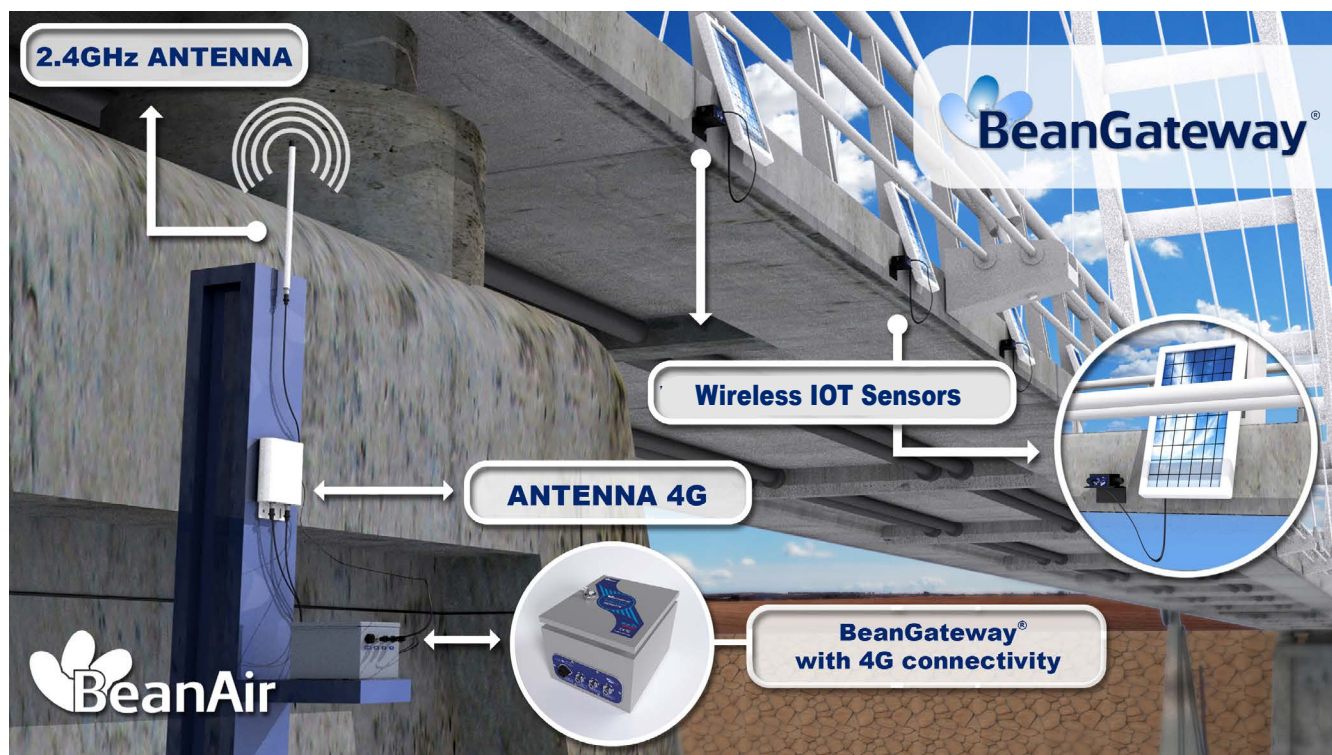 2.4GHz ANTENNA
BeanGateway®
Wireless IOT Sensors
ANTENNA 4G
BeanGateway®
with 4G connectivity
BeanAir